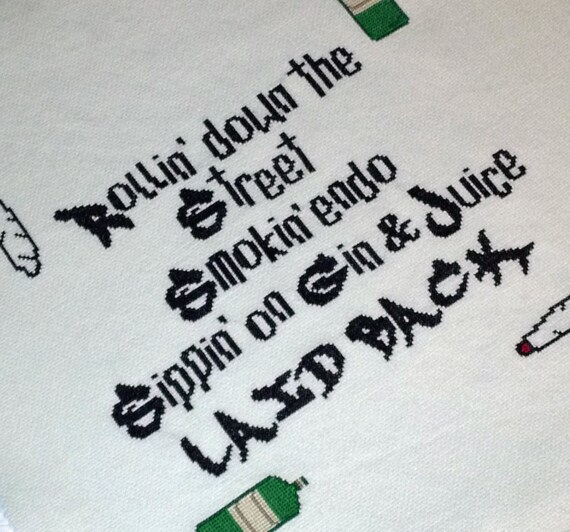 Rollin' down the
Street
Smokin' endo
Sippin' on Gin & Juice
LAID BACK